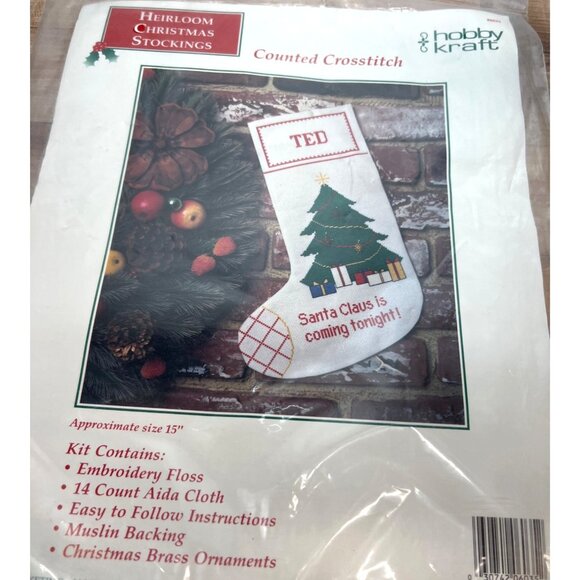 Heirloom
Christmas
Stockings
hobby
kraft
Counted Crosstitch
TED
Santa Claus is
coming tonight!
Approximate size 15"
Kit Contains:
• Embroidery Floss
• 14 Count Aida Cloth
• Easy to Follow Instructions
• Muslin Backing
• Christmas Brass Ornaments